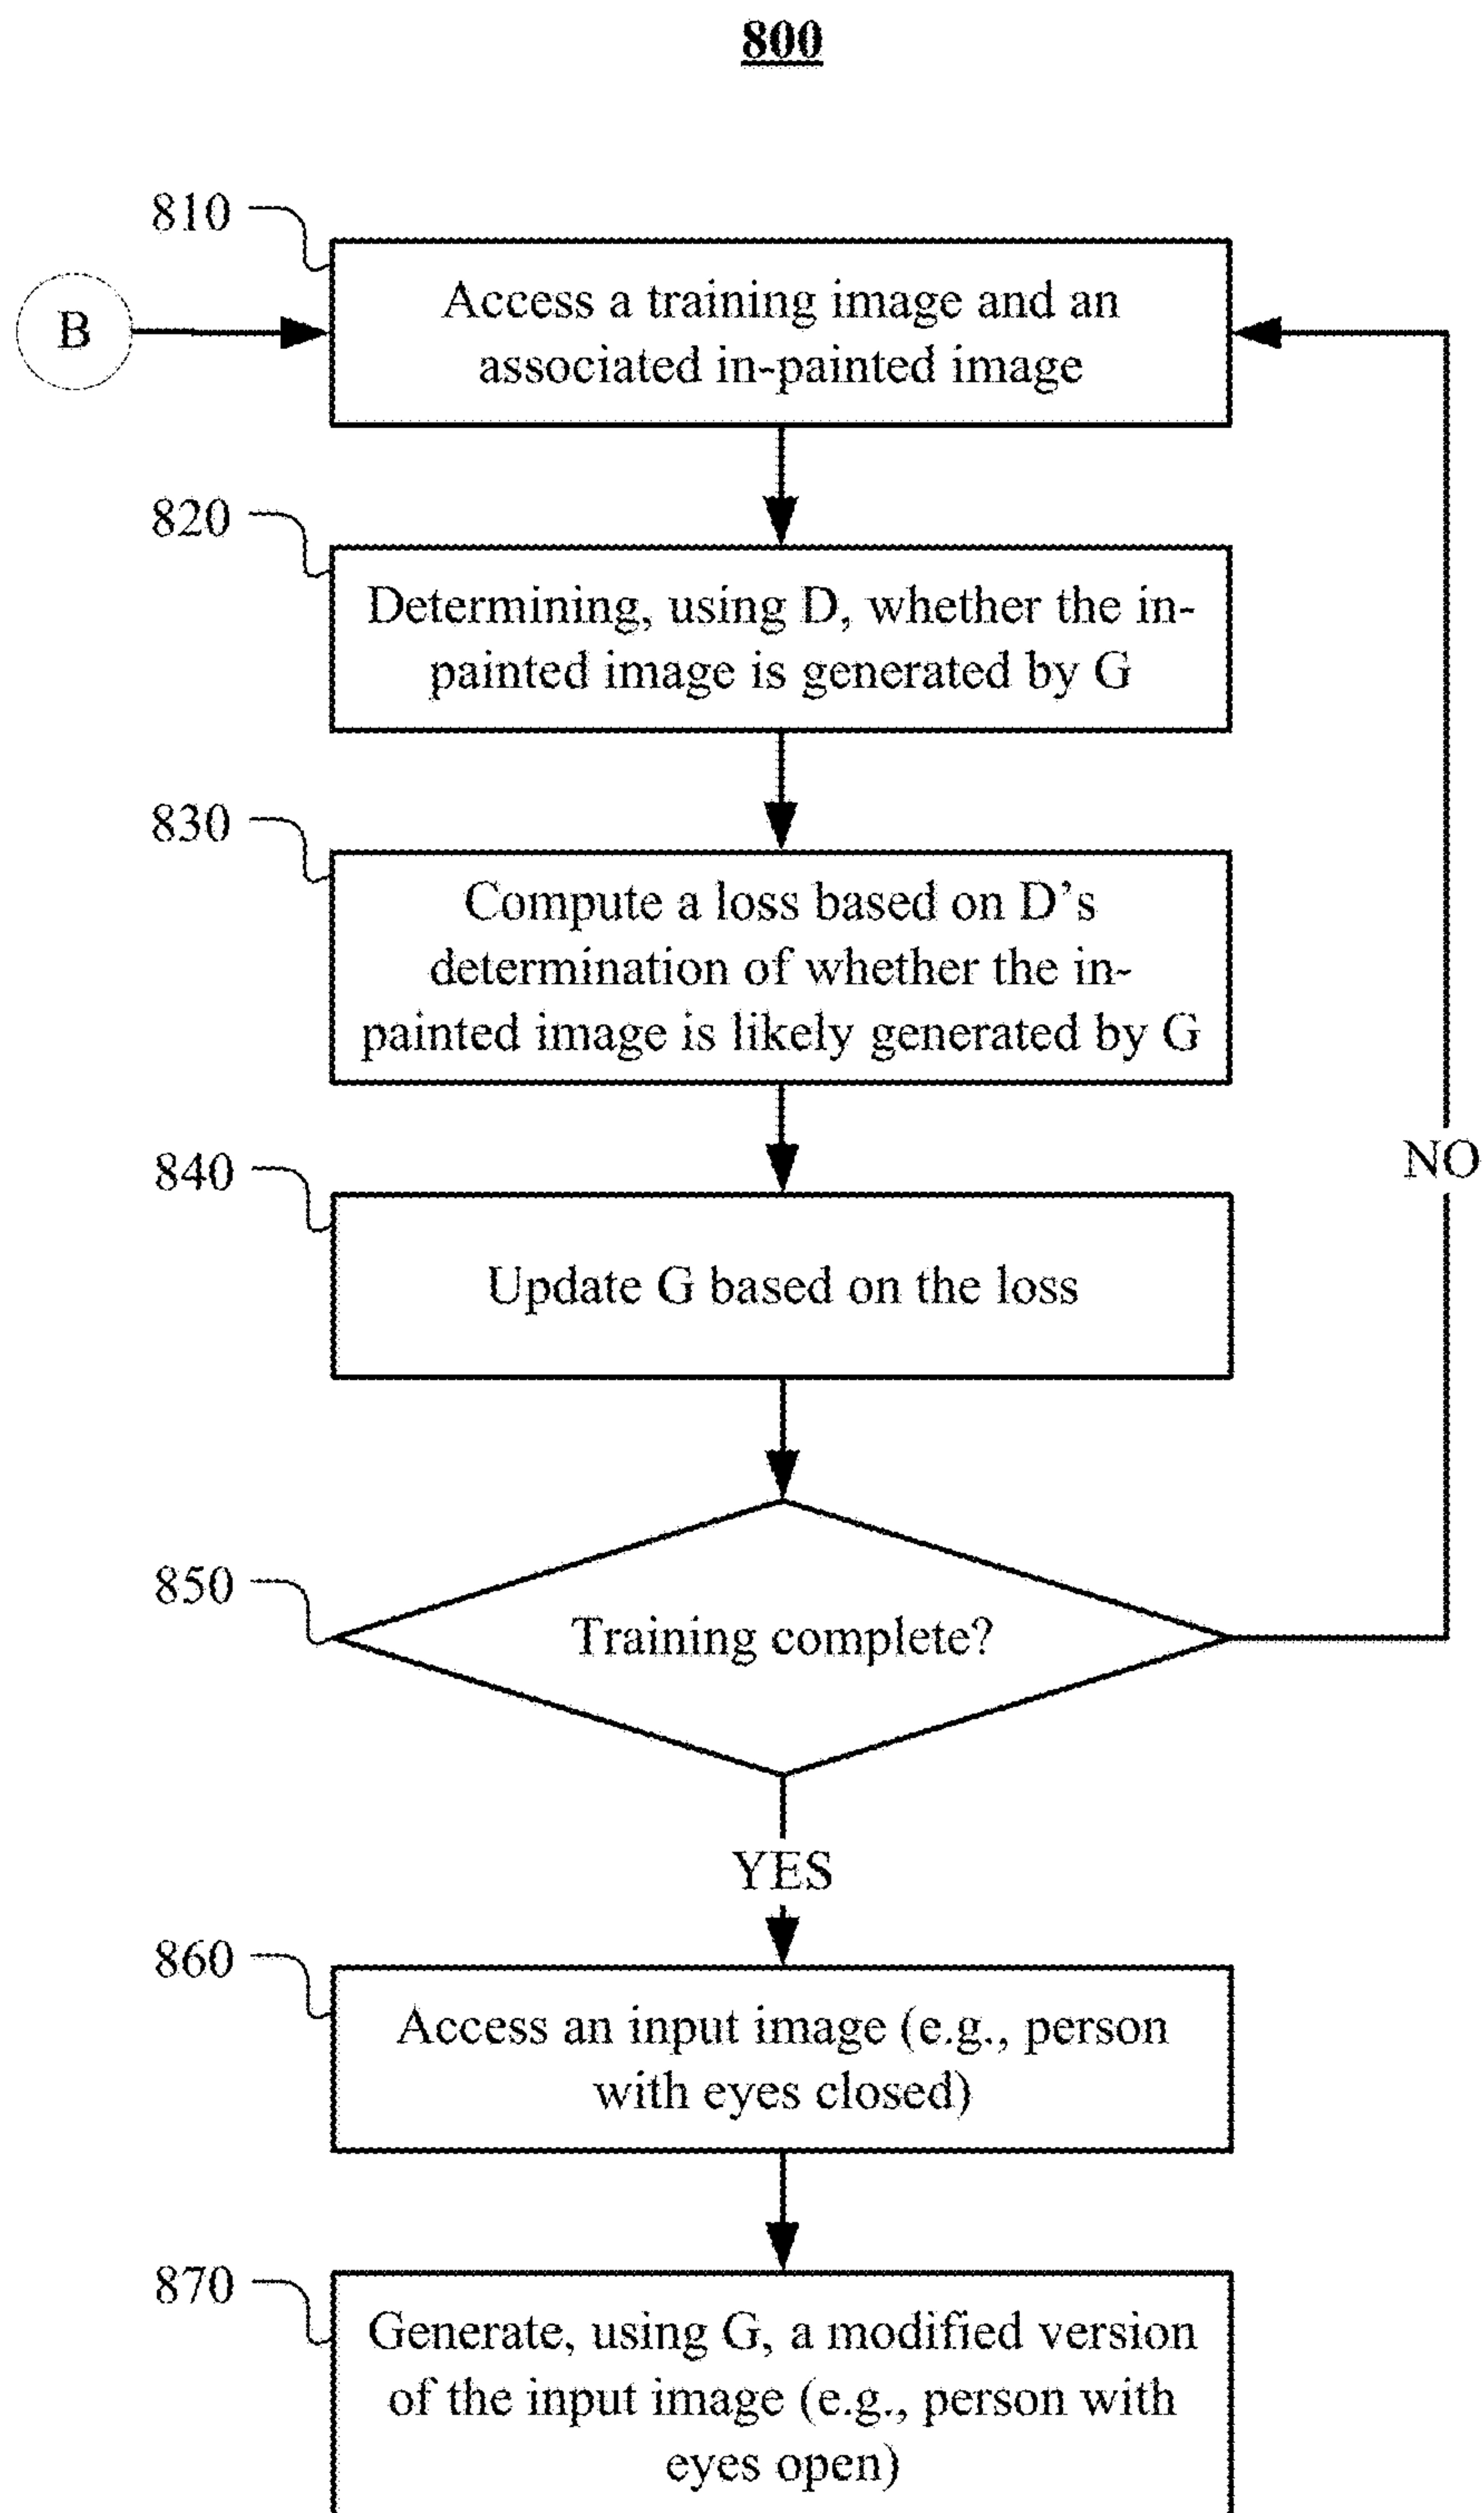 800
810
B
Access a training image and an
associated in-painted image
820
Determining, using D, whether the in-
painted image is generated by G
830
Compute a loss based on D's
determination of whether the in-
painted image is likely generated by G
NO
840
Update G based on the loss
850
Training complete?
YES
860
Access an input image (e.g., person
with eyes closed)
870
Generate, using G, a modified version
of the input image (e.g., person with
eyes open)